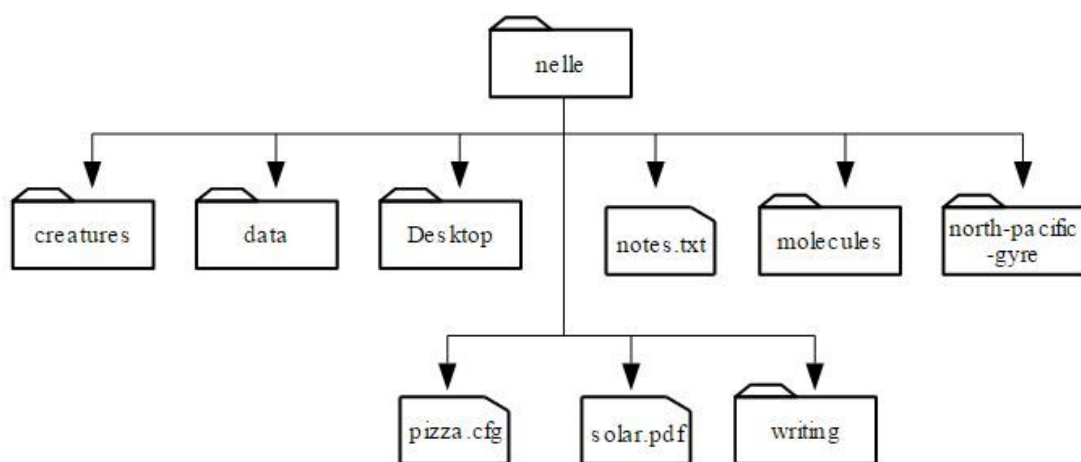 nelle
creatures
data
Desktop
notes.txt
molecules
north-pacific
-gyre
pizza.cfg
solar.pdf
writing